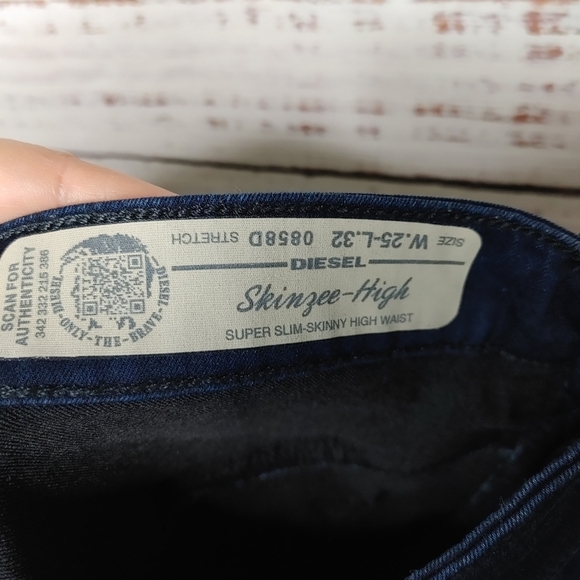 SCAN FOR
AUTHENTICITY
342 332 215 386
DIESEL
ONLY-THE-BRAVE-
DIESEL
SIZE W.25-L.32 0858D STRETCH
DIESEL
Skinzee-High
SUPER SLIM-SKINNY HIGH WAIST